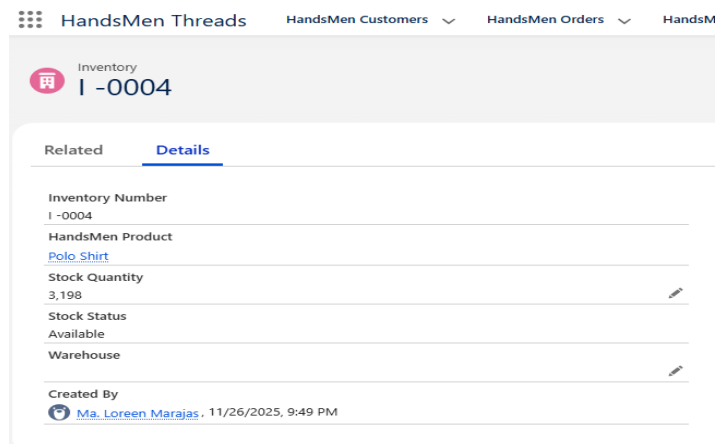 HandsMen Threads HandsMen Customers HandsMen Orders HandsM
Inventory
I -0004
Related Details
Inventory Number
I -0004
HandsMen Product
Polo Shirt
Stock Quantity
3,198
Stock Status
Available
Warehouse
Created By
Ma. Loreen Marajas, 11/26/2025, 9:49 PM